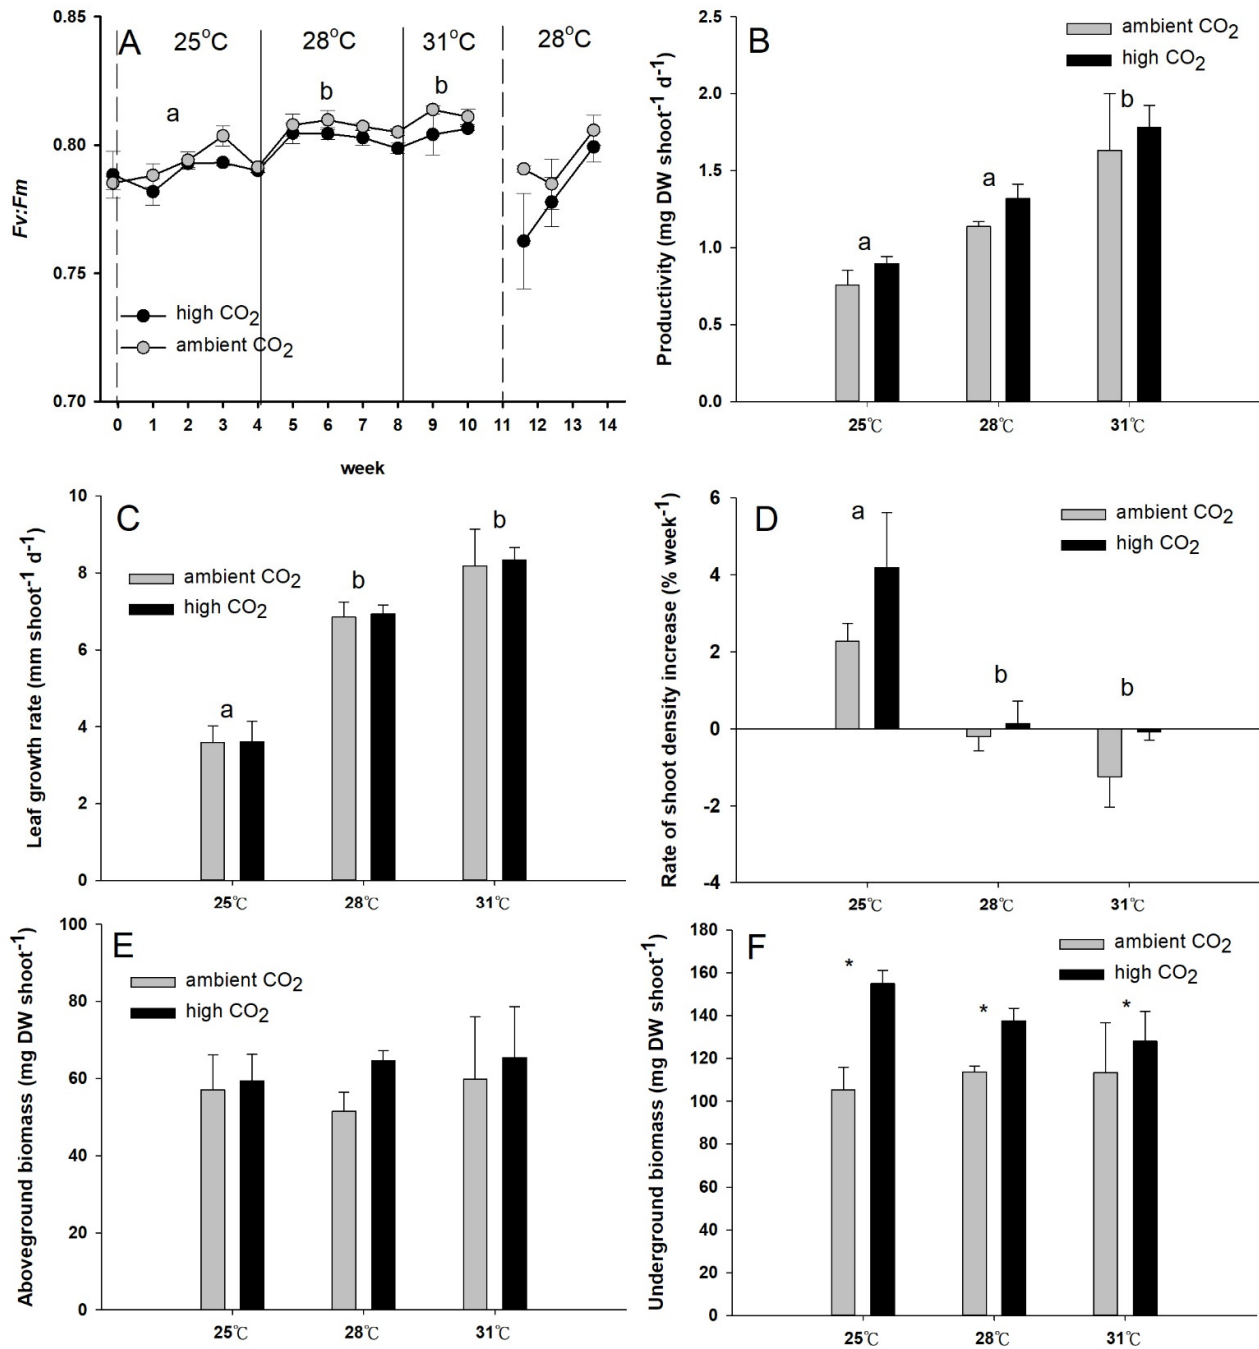 A
25°C 28°C 31°C 28°C
a b b
0.85
0.80
0.75
0.70
Fv:Fm
high CO2
ambient CO2
0 1 2 3 4 5 6 7 8 9 10 11 12 13 14
week
B
ambient CO2
high CO2
a a b
2.5
2.0
1.5
1.0
0.5
0.0
Productivity (mg DW shoot-1 d-1)
25℃ 28℃ 31℃
C
ambient CO2
high CO2
a b b
10
8
6
4
2
0
Leaf growth rate (mm shoot-1 d-1)
25℃ 28℃ 31℃
D
ambient CO2
high CO2
a b b
6
4
2
0
-2
-4
Rate of shoot density increase (% week-1)
25℃ 28℃ 31℃
E
ambient CO2
high CO2
100
80
60
40
20
0
Aboveground biomass (mg DW shoot-1)
25℃ 28℃ 31℃
F
ambient CO2
high CO2
* * *
180
160
140
120
100
80
60
40
20
0
Underground biomass (mg DW shoot-1)
25℃ 28℃ 31℃